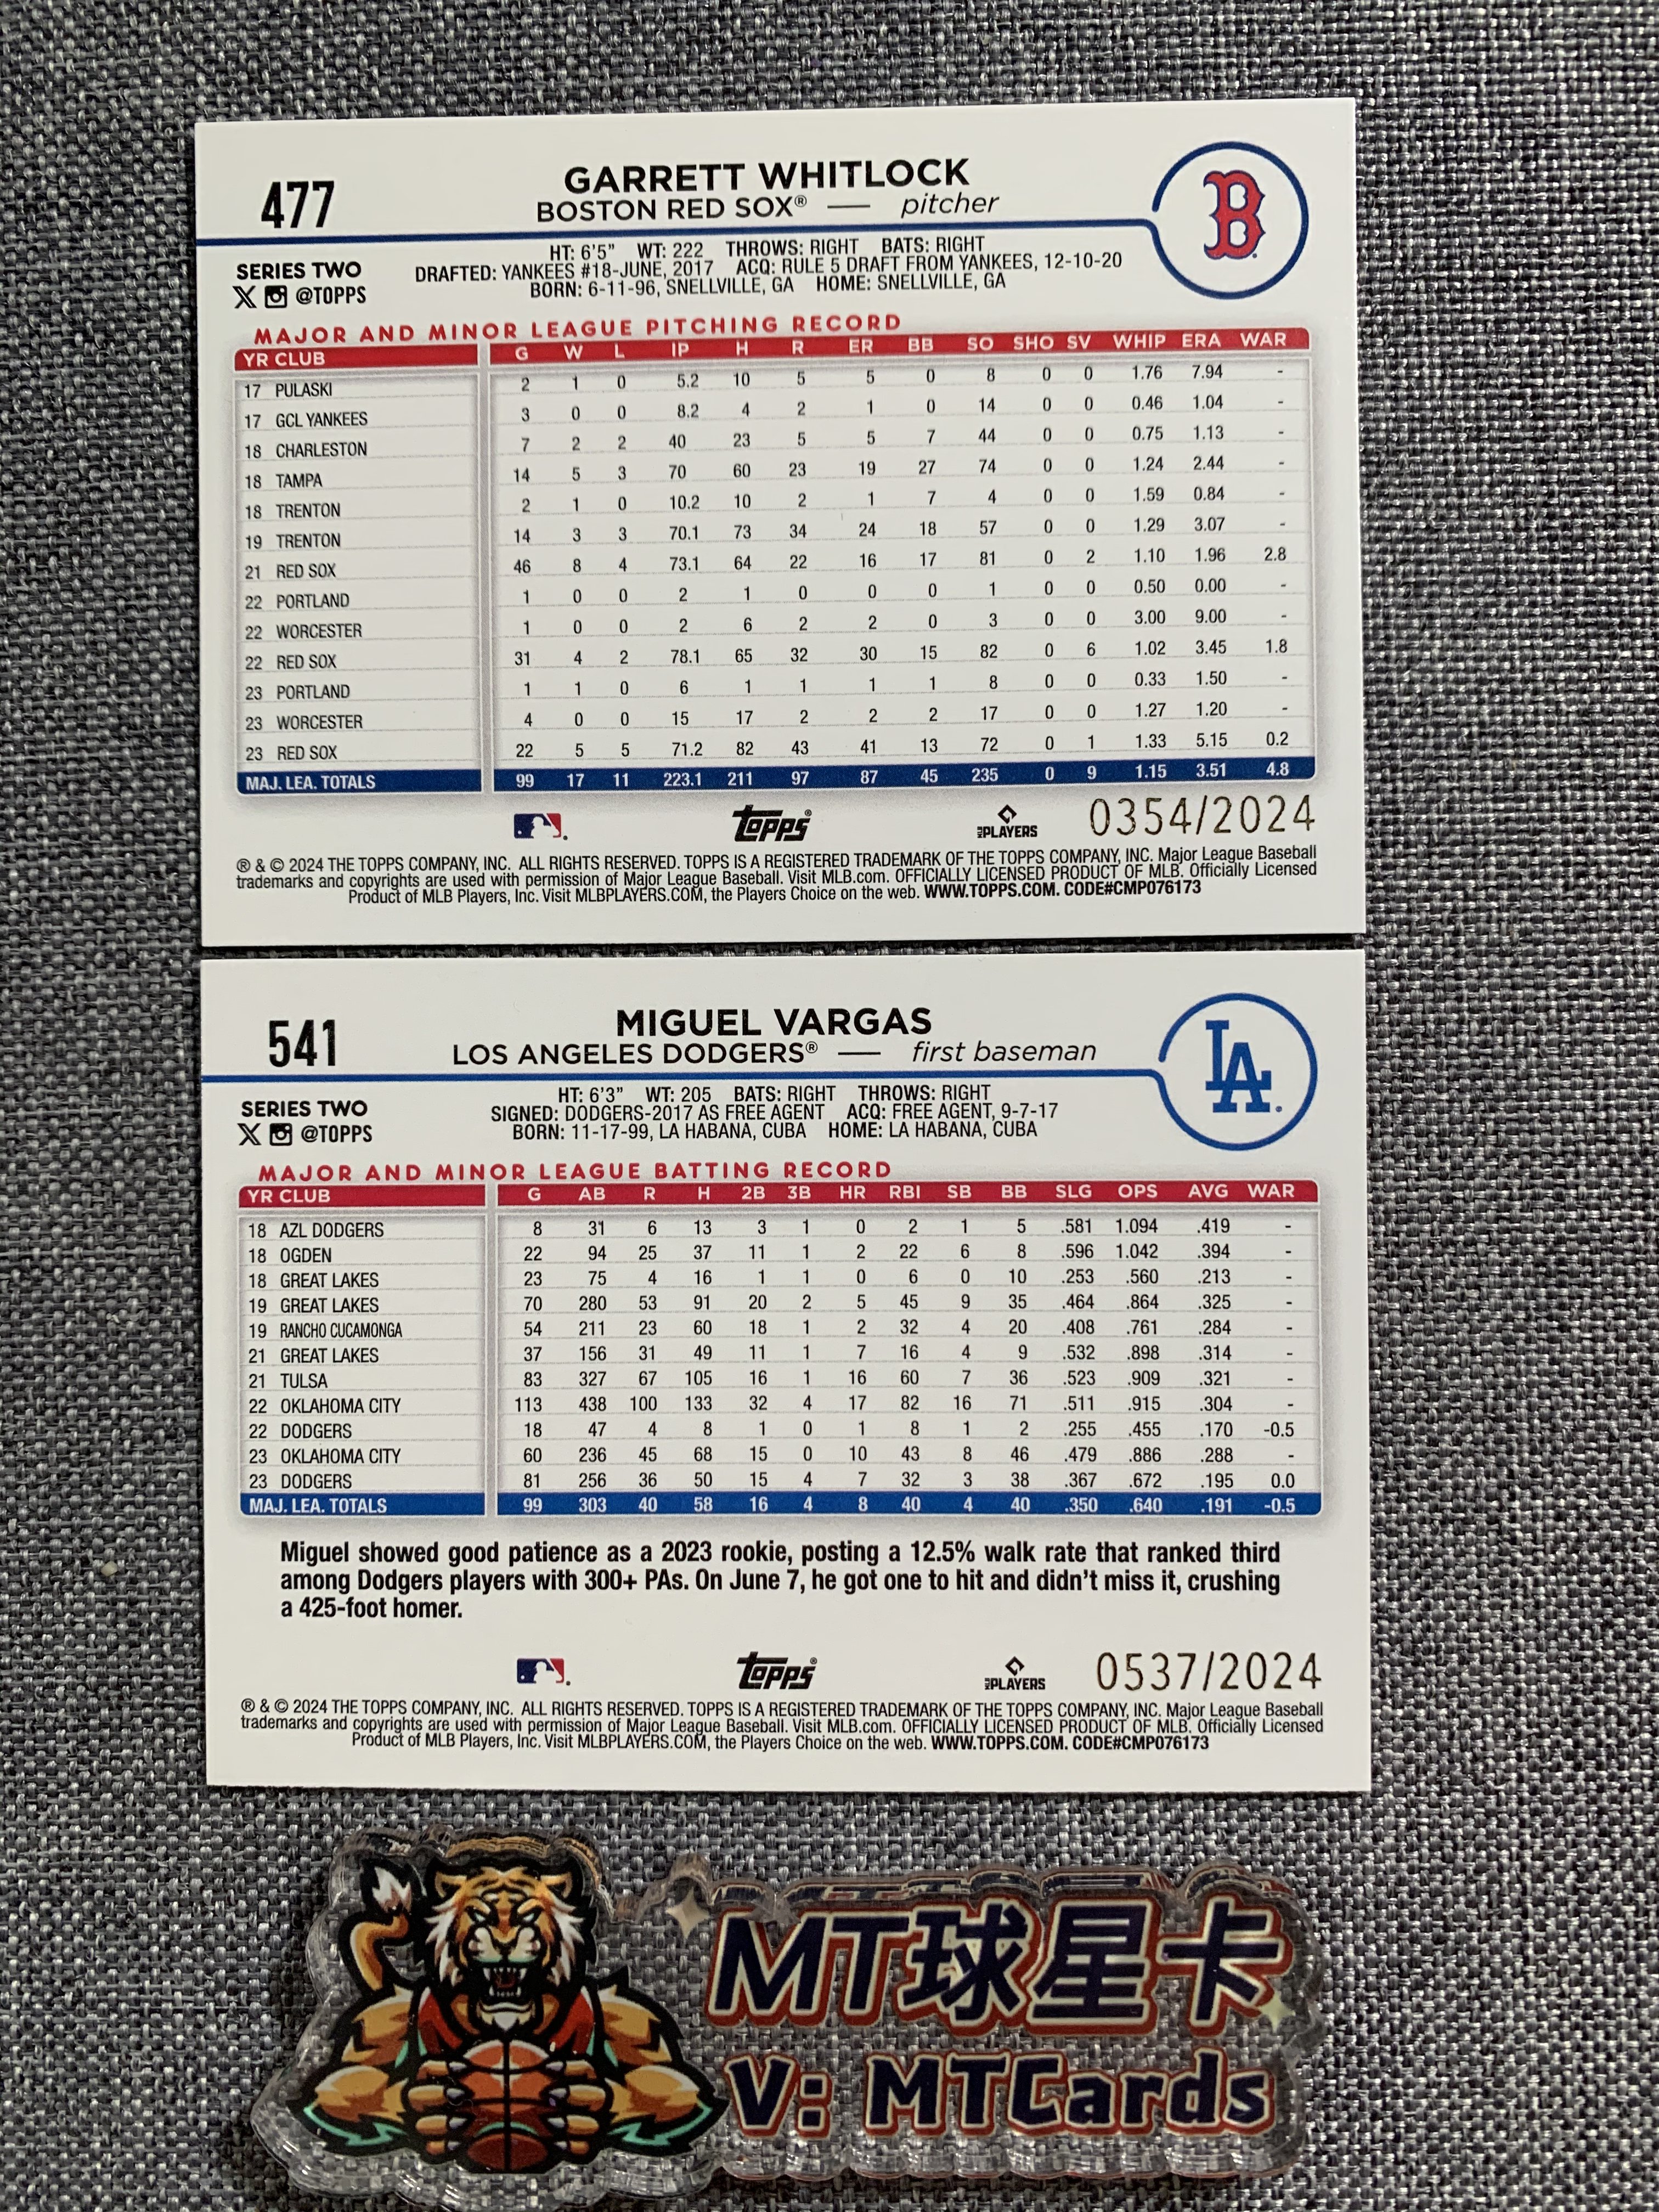 477
GARRETT WHITLOCK
BOSTON RED SOX® — pitcher
B
HT: 6'5" WT: 222 THROWS: RIGHT BATS: RIGHT
DRAFTED: YANKEES #18-JUNE, 2017 ACQ: RULE 5 DRAFT FROM YANKEES, 12-10-20
BORN: 6-11-96, SNELLVILLE, GA HOME: SNELLVILLE, GA
SERIES TWO
X @TOPPS
MAJOR AND MINOR LEAGUE PITCHING RECORD
YR CLUB G W L IP H R ER BB SO SHO SV WHIP ERA WAR
17 PULASKI 2 1 0 5.2 10 5 5 0 8 0 0 1.76 7.94 -
17 GCL YANKEES 3 0 0 8.2 4 2 1 0 14 0 0 0.46 1.04 -
18 CHARLESTON 7 2 2 40 23 5 5 7 44 0 0 0.75 1.13 -
18 TAMPA 14 5 3 70 60 23 19 27 74 0 0 1.24 2.44 -
18 TRENTON 2 1 0 10.2 10 2 1 7 4 0 0 1.59 0.84 -
19 TRENTON 14 3 3 70.1 73 34 24 18 57 0 0 1.29 3.07 -
21 RED SOX 46 8 4 73.1 64 22 16 17 81 0 2 1.10 1.96 2.8
22 PORTLAND 1 0 0 2 1 0 0 0 1 0 0 0.50 0.00 -
22 WORCESTER 1 0 0 2 6 2 2 0 3 0 0 3.00 9.00 -
22 RED SOX 31 4 2 78.1 65 32 30 15 82 0 6 1.02 3.45 1.8
23 PORTLAND 1 1 0 6 1 1 1 1 8 0 0 0.33 1.50 -
23 WORCESTER 4 0 0 15 17 2 2 2 17 0 0 1.27 1.20 -
23 RED SOX 22 5 5 71.2 82 43 41 13 72 0 1 1.33 5.15 0.2
MAJ. LEA. TOTALS 99 17 11 223.1 211 97 87 45 235 0 9 1.15 3.51 4.8
Topps® PLAYERS 0354/2024
® & © 2024 THE TOPPS COMPANY, INC. ALL RIGHTS RESERVED. TOPPS IS A REGISTERED TRADEMARK OF THE TOPPS COMPANY, INC. Major League Baseball
trademarks and copyrights are used with permission of Major League Baseball. Visit MLB.com. OFFICIALLY LICENSED PRODUCT OF MLB. Officially Licensed
Product of MLB Players, Inc. Visit MLBPLAYERS.COM, the Players Choice on the web. WWW.TOPPS.COM. CODE#CMP076173
541
MIGUEL VARGAS
LOS ANGELES DODGERS® — first baseman
LA
HT: 6'3" WT: 205 BATS: RIGHT THROWS: RIGHT
SIGNED: DODGERS-2017 AS FREE AGENT ACQ: FREE AGENT, 9-7-17
BORN: 11-17-99, LA HABANA, CUBA HOME: LA HABANA, CUBA
SERIES TWO
X @TOPPS
MAJOR AND MINOR LEAGUE BATTING RECORD
YR CLUB G AB R H 2B 3B HR RBI SB BB SLG OPS AVG WAR
18 AZL DODGERS 8 31 6 13 3 1 0 2 1 5 .581 1.094 .419 -
18 OGDEN 22 94 25 37 11 1 2 22 6 8 .596 1.042 .394 -
18 GREAT LAKES 23 75 4 16 1 1 0 6 0 10 .253 .560 .213 -
19 GREAT LAKES 70 280 53 91 20 2 5 45 9 35 .464 .864 .325 -
19 RANCHO CUCAMONGA 54 211 23 60 18 1 2 32 4 20 .408 .761 .284 -
21 GREAT LAKES 37 156 31 49 11 1 7 16 4 9 .532 .898 .314 -
21 TULSA 83 327 67 105 16 1 16 60 7 36 .523 .909 .321 -
22 OKLAHOMA CITY 113 438 100 133 32 4 17 82 16 71 .511 .915 .304 -
22 DODGERS 18 47 4 8 1 0 1 8 1 2 .255 .455 .170 -0.5
23 OKLAHOMA CITY 60 236 45 68 15 0 10 43 8 46 .479 .886 .288 -
23 DODGERS 81 256 36 50 15 4 7 32 3 38 .367 .672 .195 0.0
MAJ. LEA. TOTALS 99 303 40 58 16 4 8 40 4 40 .350 .640 .191 -0.5
Miguel showed good patience as a 2023 rookie, posting a 12.5% walk rate that ranked third
among Dodgers players with 300+ PAs. On June 7, he got one to hit and didn't miss it, crushing
a 425-foot homer.
Topps® PLAYERS 0537/2024
® & © 2024 THE TOPPS COMPANY, INC. ALL RIGHTS RESERVED. TOPPS IS A REGISTERED TRADEMARK OF THE TOPPS COMPANY, INC. Major League Baseball
trademarks and copyrights are used with permission of Major League Baseball. Visit MLB.com. OFFICIALLY LICENSED PRODUCT OF MLB. Officially Licensed
Product of MLB Players, Inc. Visit MLBPLAYERS.COM, the Players Choice on the web. WWW.TOPPS.COM. CODE#CMP076173
MT球星卡
V: MTCards